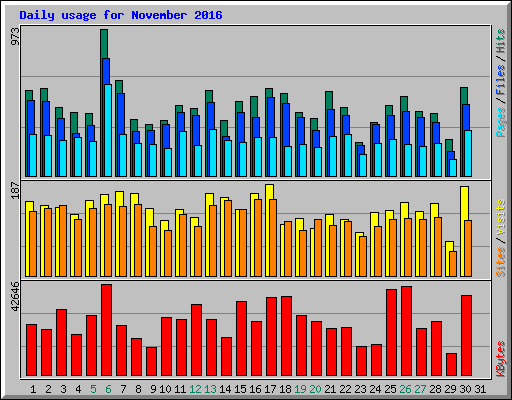 Daily usage for November 2016
973
Pages / Files / Hits
187
Sites / Visits
42646
KBytes
1 2 3 4 5 6 7 8 9 10 11 12 13 14 15 16 17 18 19 20 21 22 23 24 25 26 27 28 29 30 31